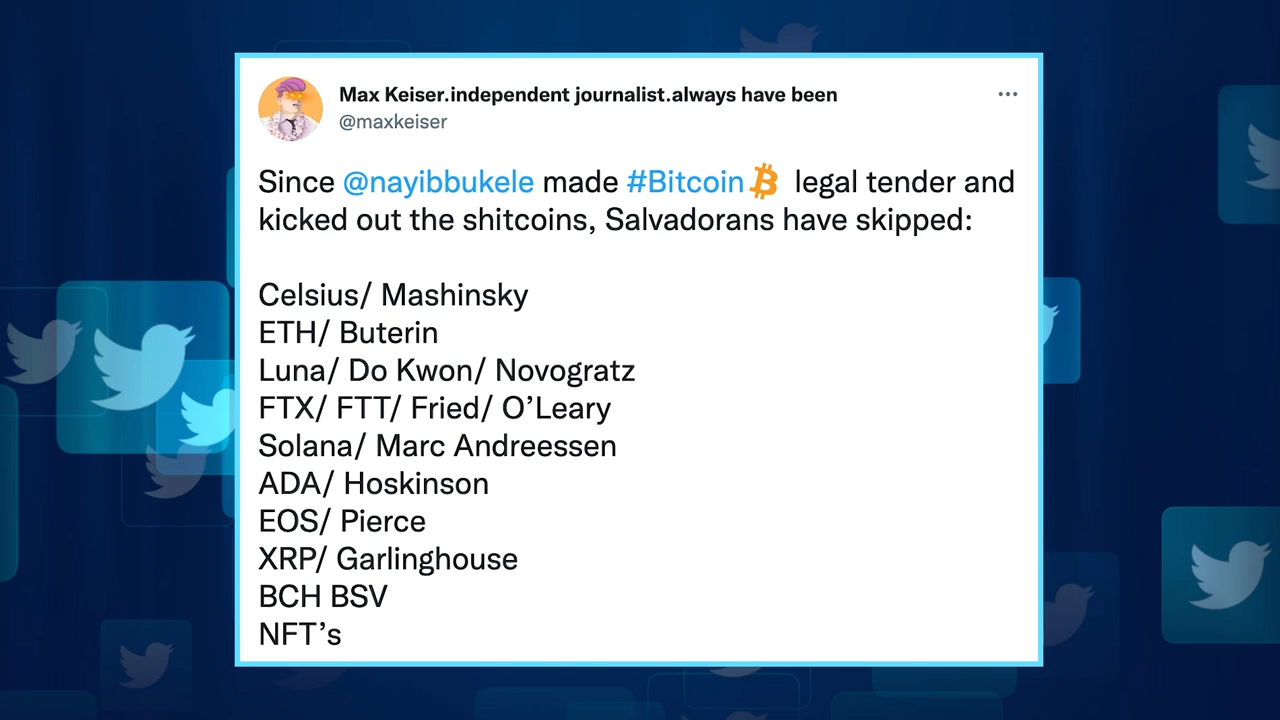 Max Keiser.independent journalist.always have been
@maxkeiser
Since @nayibbukele made #Bitcoin legal tender and
kicked out the shitcoins, Salvadorans have skipped:
Celsius/ Mashinsky
ETH/ Buterin
Luna/ Do Kwon/ Novogratz
FTX/ FTT/ Fried/ O’Leary
Solana/ Marc Andreessen
ADA/ Hoskinson
EOS/ Pierce
XRP/ Garlinghouse
BCH BSV
NFT’s